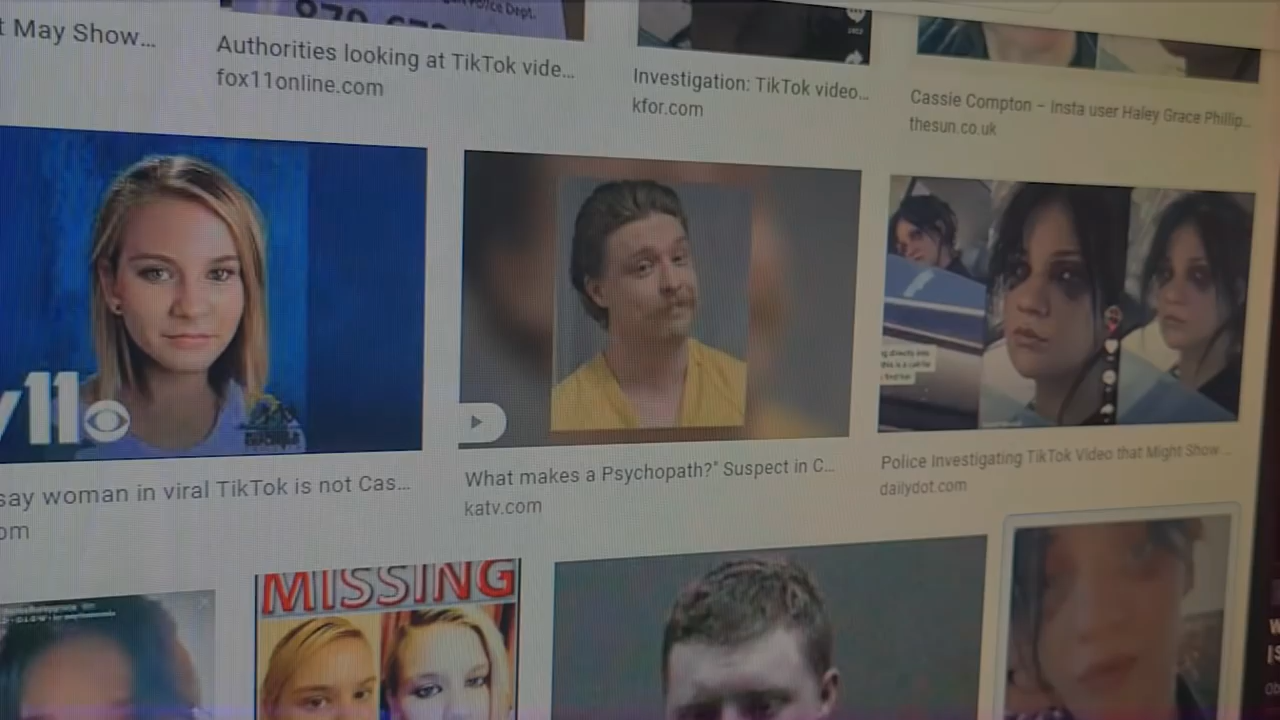 t May Show...
Police Dept.
Authorities looking at TikTok vide...
fox11online.com
Investigation: TikTok video...
kfor.com
Cassie Compton – Insta user Haley Grace Phillip...
thesun.co.uk
11
say woman in viral TikTok is not Cas...
om
What makes a Psychopath?" Suspect in C...
katv.com
Police Investigating TikTok Video that Might Show ...
dailydot.com
MISSING